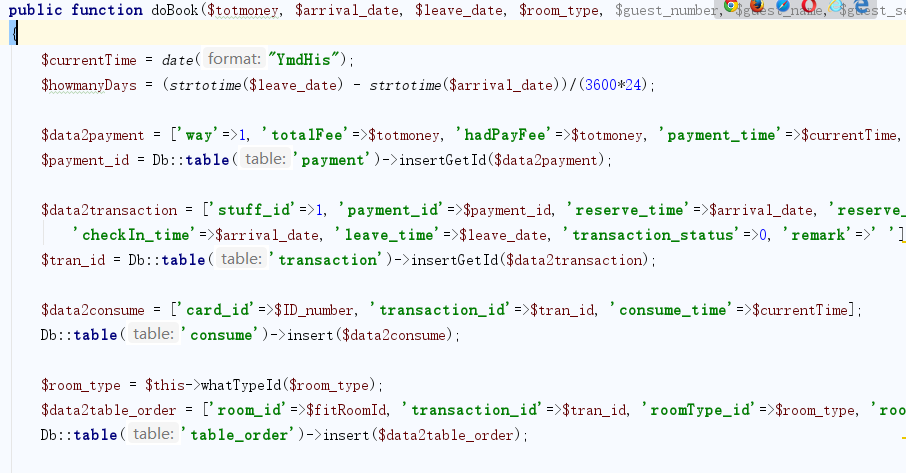 public function doBook($totmoney, $arrival_date, $leave_date, $room_type, $guest_number, $guest_name, $guest_se
{
$currentTime = date( format: "YmdHis");
$howmanyDays = (strtotime($leave_date) - strtotime($arrival_date))/(3600*24);
$data2payment = ['way'=>1, 'totalFee'=>$totmoney, 'hadPayFee'=>$totmoney, 'payment_time'=>$currentTime,
$payment_id = Db::table( table: 'payment')->insertGetId($data2payment);
$data2transaction = ['stuff_id'=>1, 'payment_id'=>$payment_id, 'reserve_time'=>$arrival_date, 'reserve_
'checkIn_time'=>$arrival_date, 'leave_time'=>$leave_date, 'transaction_status'=>0, 'remark'=>' ']
$tran_id = Db::table( table: 'transaction')->insertGetId($data2transaction);
$data2consume = ['card_id'=>$ID_number, 'transaction_id'=>$tran_id, 'consume_time'=>$currentTime];
Db::table( table: 'consume')->insert($data2consume);
$room_type = $this->whatTypeId($room_type);
$data2table_order = ['room_id'=>$fitRoomId, 'transaction_id'=>$tran_id, 'roomType_id'=>$room_type, 'roo
Db::table( table: 'table_order')->insert($data2table_order);